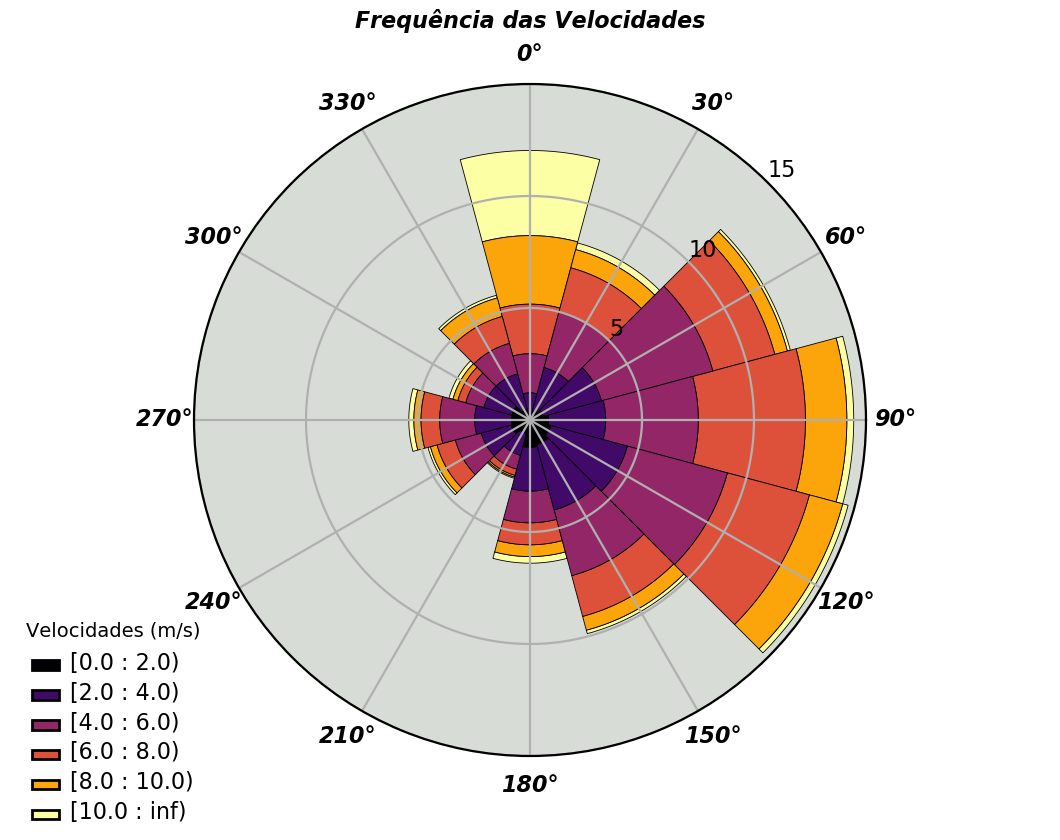 Frequência das Velocidades
0°
330°
30°
15
300°
60°
10
5
270°
90°
240°
120°
210°
150°
180°
Velocidades (m/s)
[0.0 : 2.0)
[2.0 : 4.0)
[4.0 : 6.0)
[6.0 : 8.0)
[8.0 : 10.0)
[10.0 : inf)